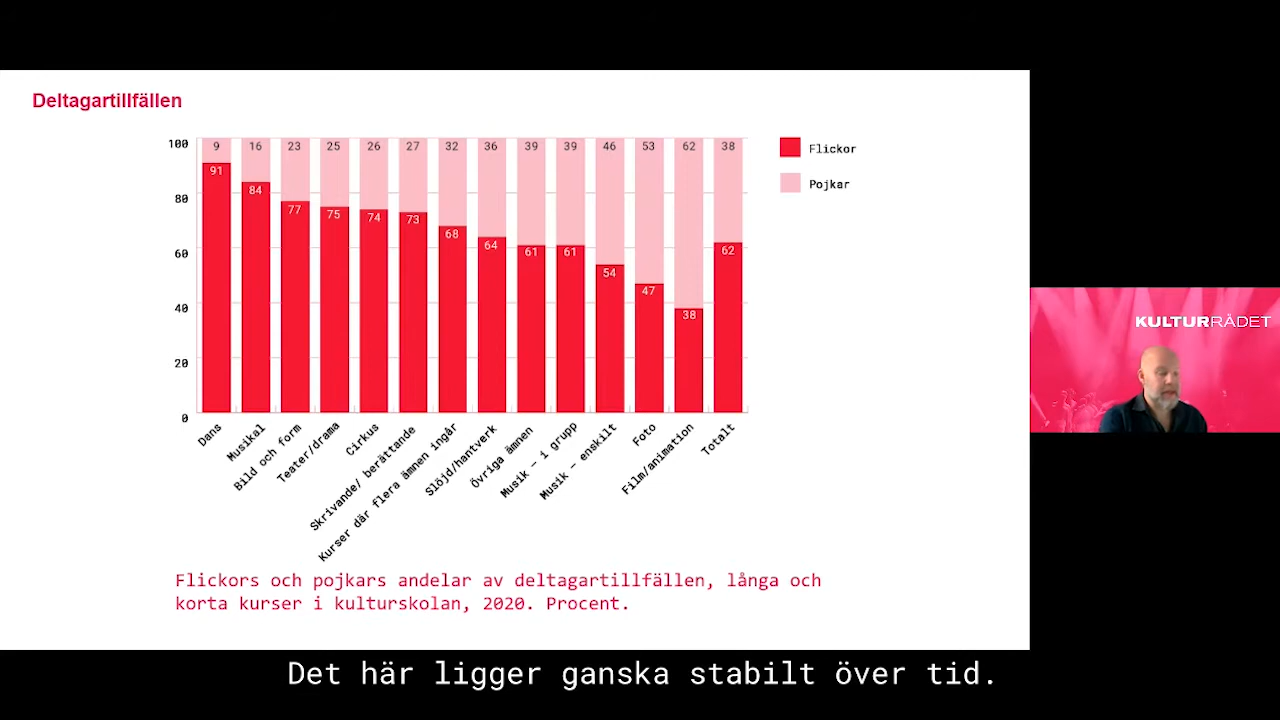 Deltagartillfällen
100
80
60
40
20
0
9 16 23 25 26 27 32 36 39 39 46 53 62 38
91 84 77 75 74 73 68 64 61 61 54 47 38 62
Dans
Musikal
Bild och form
Teater/drama
Cirkus
Skrivande/ berättande
Kurser där flera ämnen ingår
Slöjd/hantverk
Övriga ämnen
Musik - i grupp
Musik - enskilt
Foto
Film/animation
Totalt
Flickor
Pojkar
Flickors och pojkars andelar av deltagartillfällen, långa och
korta kurser i kulturskolan, 2020. Procent.
KULTURRÅDET
Det här ligger ganska stabilt över tid.